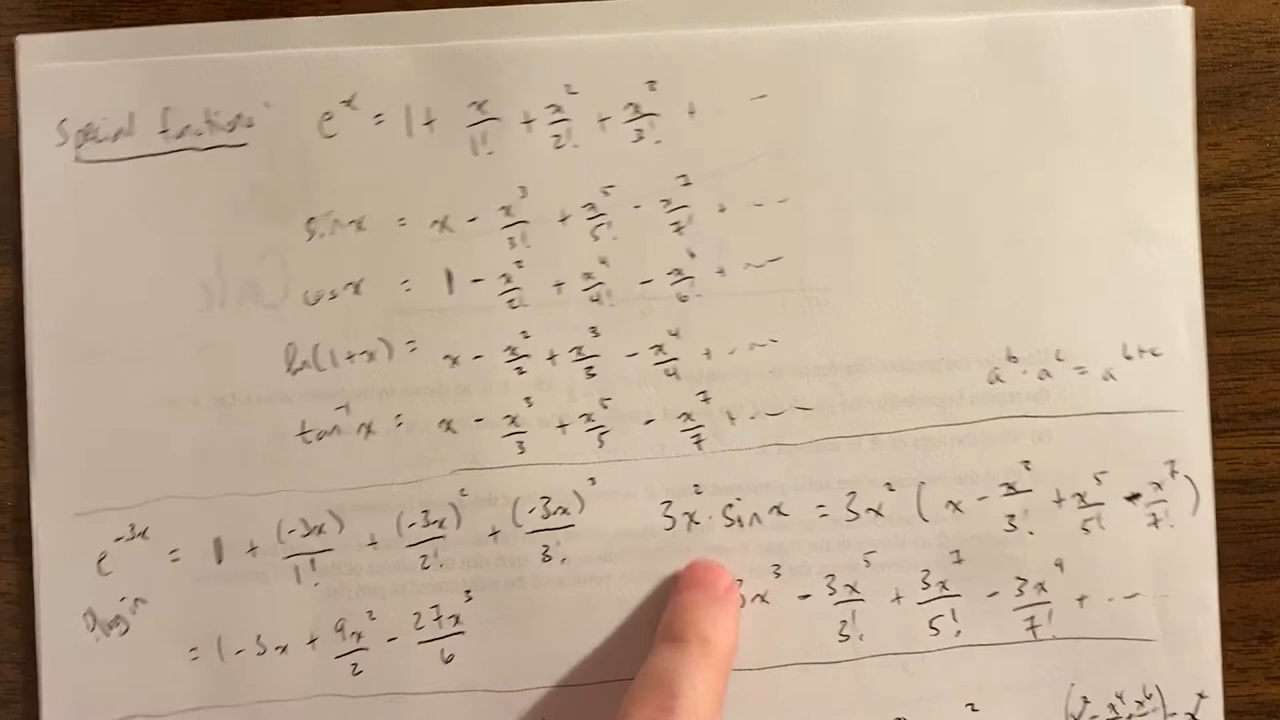 Special functions: e^x = 1 + x/1! + x^2/2! + x^3/3! + ...
sin x = x - x^3/3! + x^5/5! - x^7/7! + ...
cos x = 1 - x^2/2! + x^4/4! - x^6/6! + ...
ln(1+x) = x - x^2/2 + x^3/3 - x^4/4 + ...
a^b · a^c = a^{b+c}
tan^{-1} x = x - x^3/3 + x^5/5 - x^7/7 + ...
e^{-3x} = 1 + (-3x)/1! + (-3x)^2/2! + (-3x)^3/3!
3x^2 · sin x = 3x^2 (x - x^3/3! + x^5/5! - x^7/7!)
Plug in
= 1 - 3x + 9x^2/2 - 27x^3/6
3x^3 - 3x^5/3! + 3x^7/5! - 3x^9/7! + ...